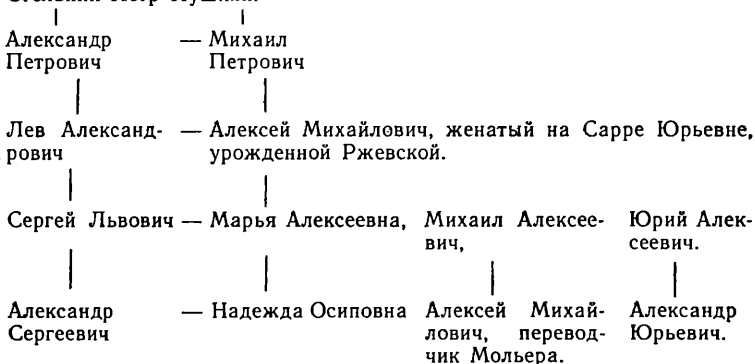 Александр — Михаил
Петрович Петрович
Лев Александ- — Алексей Михайлович, женатый на Сарре Юрьевне,
рович урожденной Ржевской.
Сергей Львович — Марья Алексеевна, Михаил Алексее- Юрий Алек-
вич, сеевич.
Александр — Надежда Осиповна Алексей Михай- Александр
Сергеевич лович, перевод- Юрьевич.
чик Мольера.